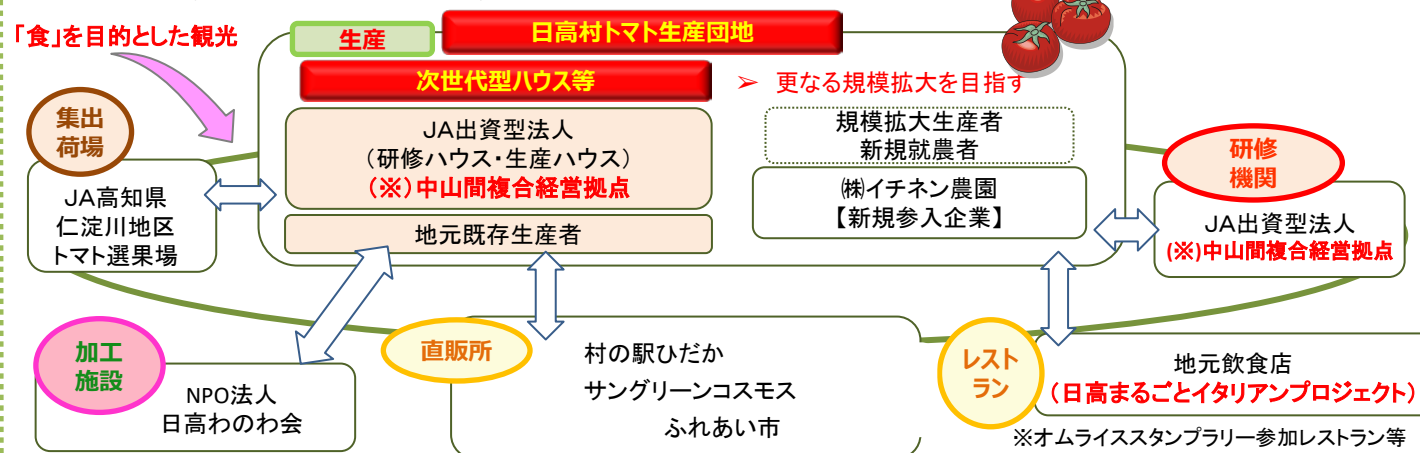 「食」を目的とした観光
生産
日高村トマト生産団地
次世代型ハウス等
➢ 更なる規模拡大を目指す
集出
荷場
JA高知県
仁淀川地区
トマト選果場
JA出資型法人
(研修ハウス・生産ハウス)
(※)中山間複合経営拠点
地元既存生産者
規模拡大生産者
新規就農者
㈱イチネン農園
【新規参入企業】
研修
機関
JA出資型法人
(※)中山間複合経営拠点
加工
施設
NPO法人
日高わのわ会
直販所
村の駅ひだか
サングリーンコスモス
ふれあい市
レスト
ラン
地元飲食店
(日高まるごとイタリアンプロジェクト)
※オムライススタンプラリー参加レストラン等